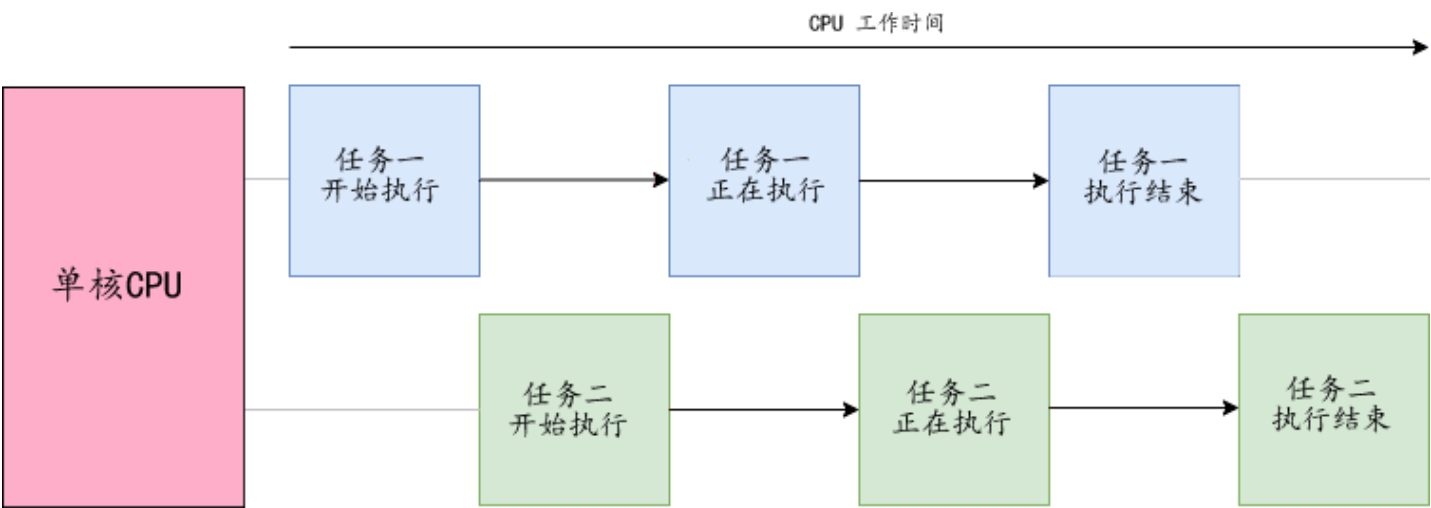 CPU 工作时间
任务一
开始执行
任务一
正在执行
任务一
执行结束
单核CPU
任务二
开始执行
任务二
正在执行
任务二
执行结束